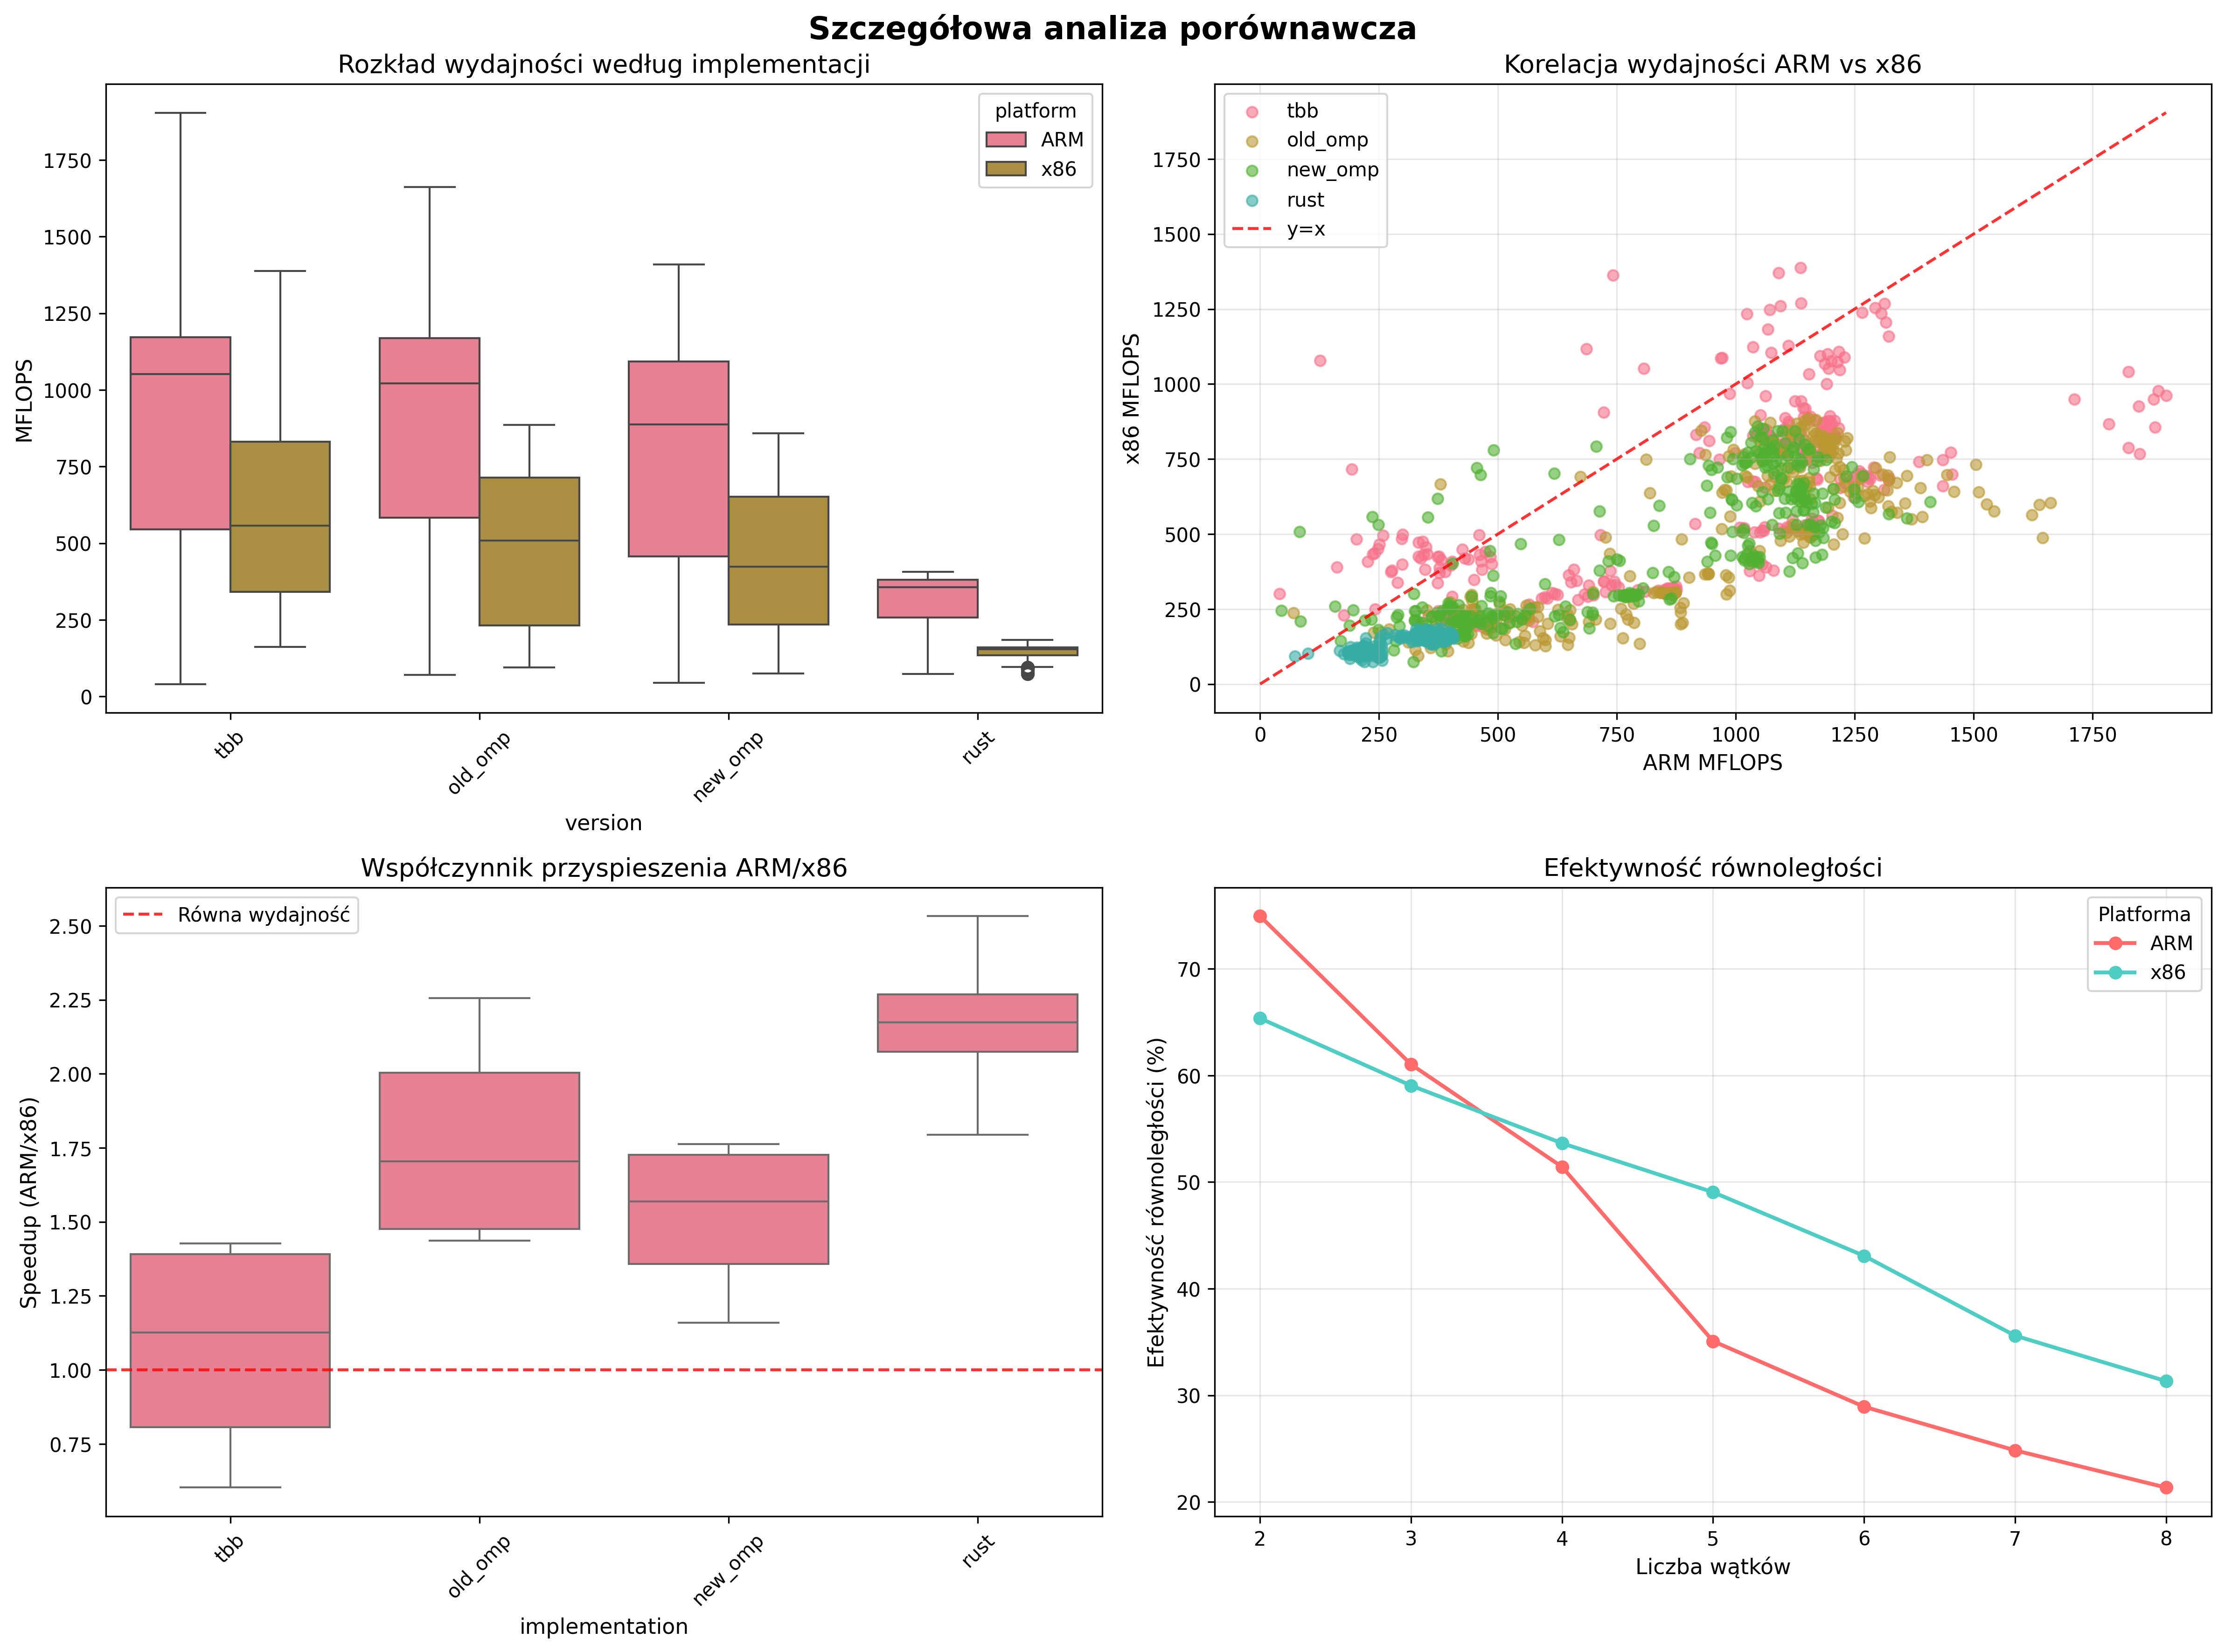 Szczegółowa analiza porównawcza
Rozkład wydajności według implementacji
MFLOPS
1750
1500
1250
1000
750
500
250
0
platform
ARM
x86
tbb
old_omp
new_omp
rust
version
Korelacja wydajności ARM vs x86
x86 MFLOPS
1750
1500
1250
1000
750
500
250
0
tbb
old_omp
new_omp
rust
y=x
0 250 500 750 1000 1250 1500 1750
ARM MFLOPS
Współczynnik przyspieszenia ARM/x86
Speedup (ARM/x86)
2.50
2.25
2.00
1.75
1.50
1.25
1.00
0.75
Równa wydajność
tbb
old_omp
new_omp
rust
implementation
Efektywność równoległości
Efektywność równoległości (%)
70
60
50
40
30
20
Platforma
ARM
x86
2 3 4 5 6 7 8
Liczba wątków